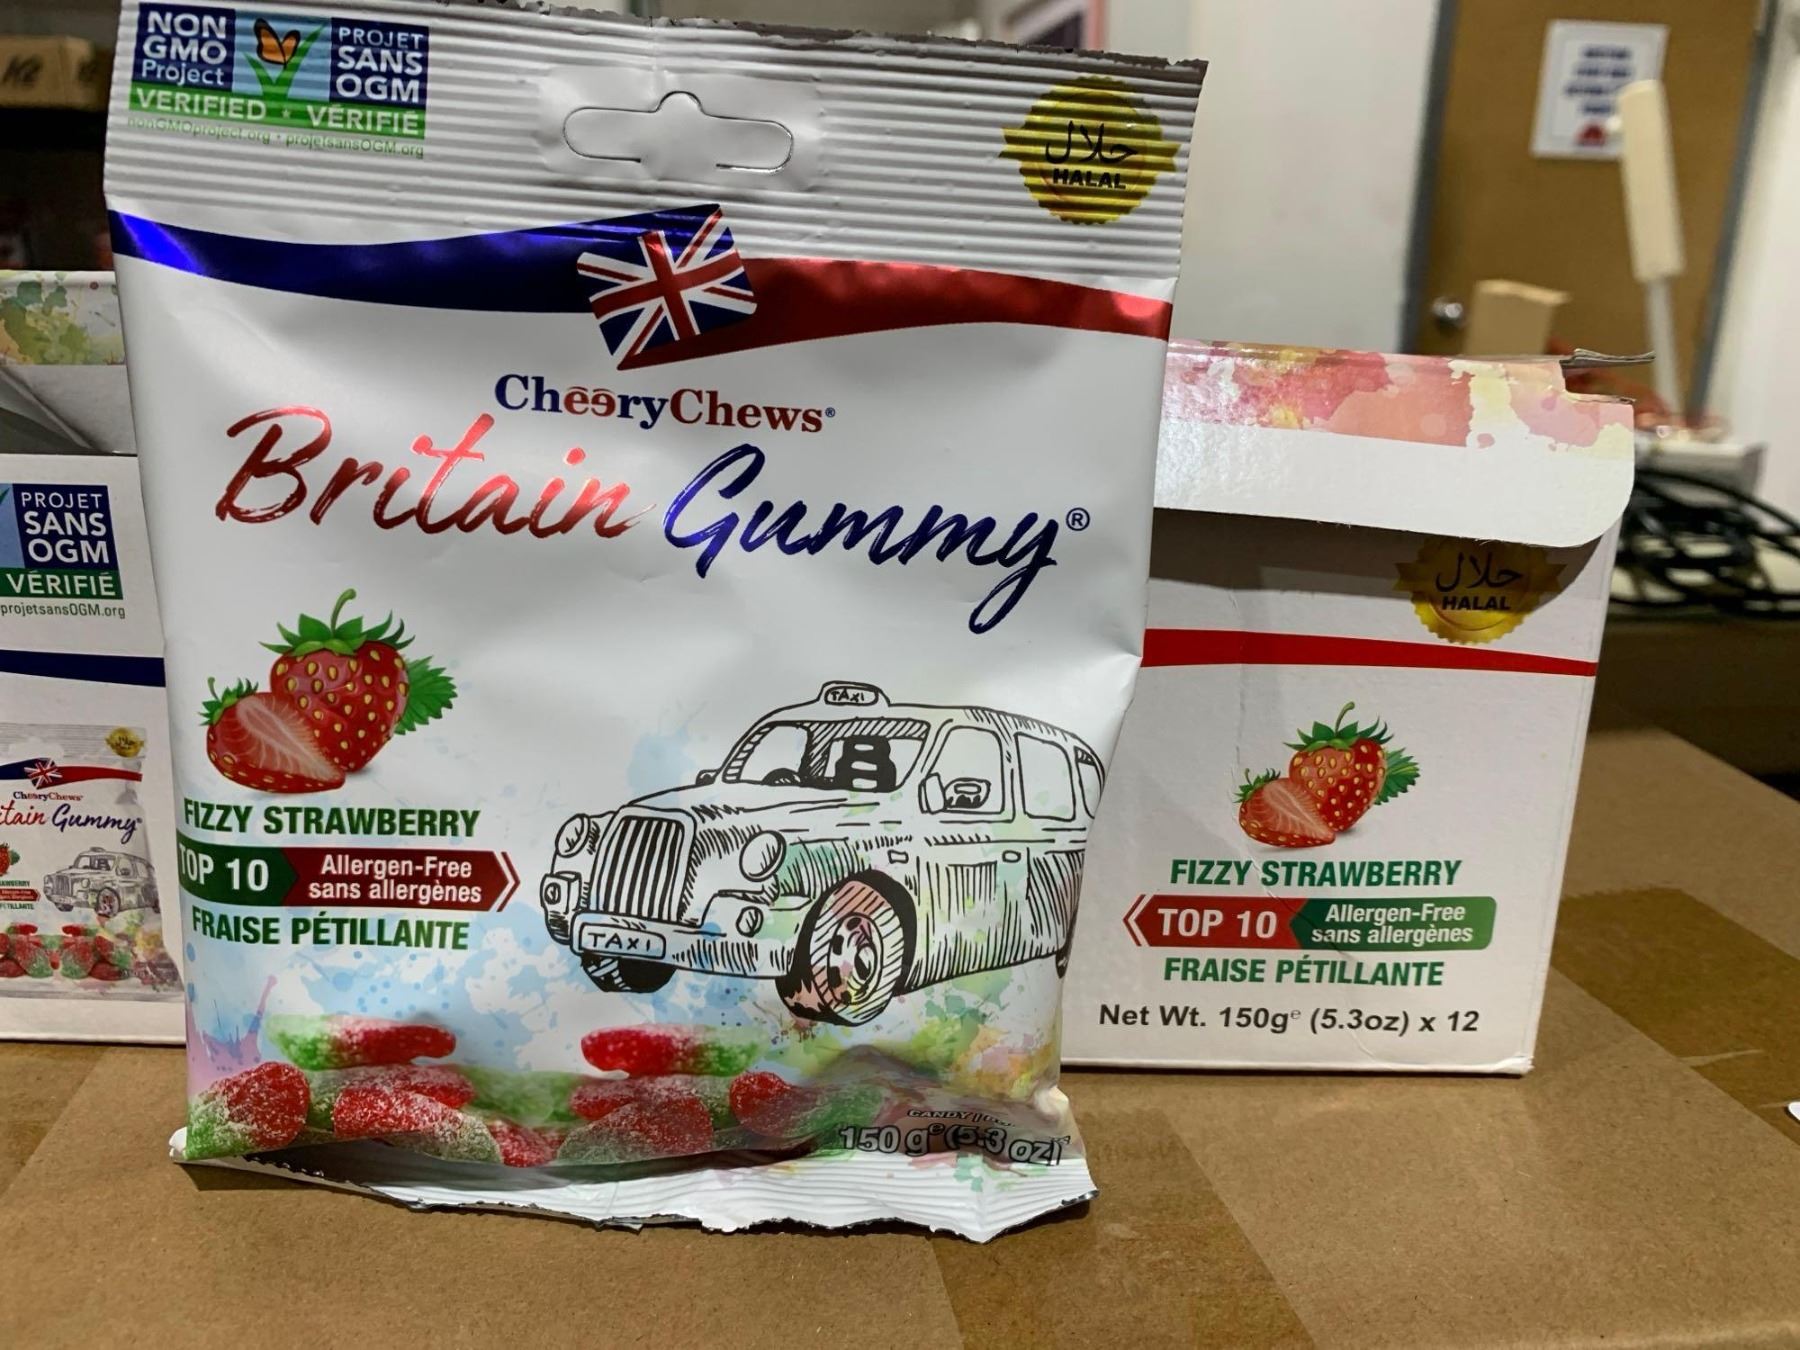 NON
GMO
Project
VERIFIED
nonGMOproject.org
PROJET
SANS
OGM
VÉRIFIÉ
projetsansOGM.org
حلال
HALAL
CheeryChews®
Britain Gummy®
FIZZY STRAWBERRY
TOP 10
Allergen-Free
sans allergènes
FRAISE PÉTILLANTE
TAXI
TAXI
CANDY
150 g℮ (5.3 oz)
PROJET
SANS
OGM
VÉRIFIÉ
projetsansOGM.org
CheeryChews
tain Gummy
حلال
HALAL
FIZZY STRAWBERRY
TOP 10
Allergen-Free
sans allergènes
FRAISE PÉTILLANTE
Net Wt. 150g℮ (5.3oz) x 12